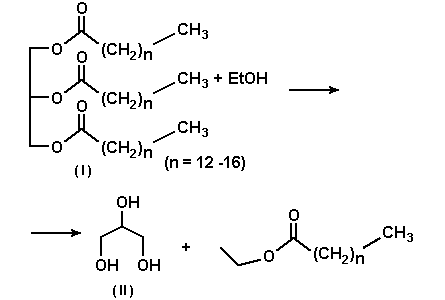 O
O (CH2)n CH3
O
O (CH2)n CH3 + EtOH
O
O (CH2)n CH3
(I) (n = 12 -16)
OH
OH OH
(II)
+
O
O (CH2)n CH3